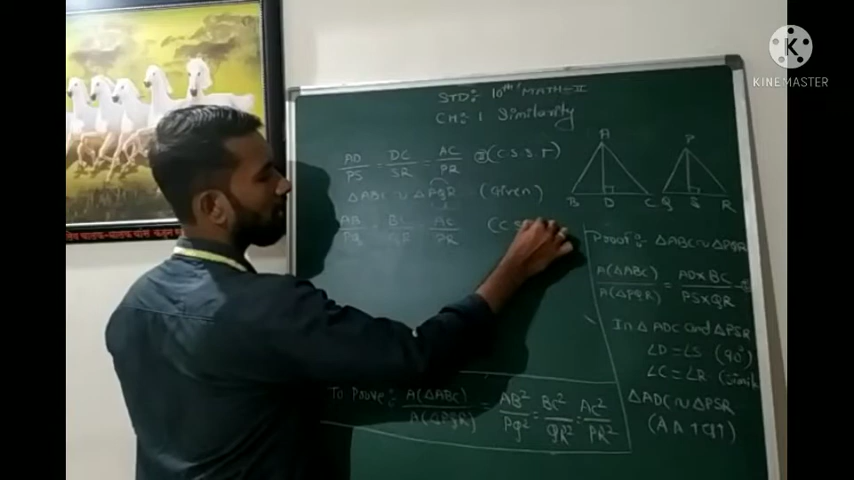 K
KINEMASTER
STD:- 10th MATH-II
CH:- 1 Similarity
AD/PS = DC/SR = AC/PR ② (C.S.S.T)
△ABC ~ △PQR (Given)
AB/PQ = BC/QR = AC/PR (C S
A
B D C
P
Q S R
Proof:- △ABC ~ △PQR
A(△ABC)/A(△PQR) = AD×BC/PS×QR
In △ADC and △PSR
∠D = ∠S (90°)
∠C = ∠R (Simil
△ADC ~ △PSR
To Prove:- A(△ABC)/A(△PQR) = AB²/PQ² = BC²/QR² = AC²/PR²